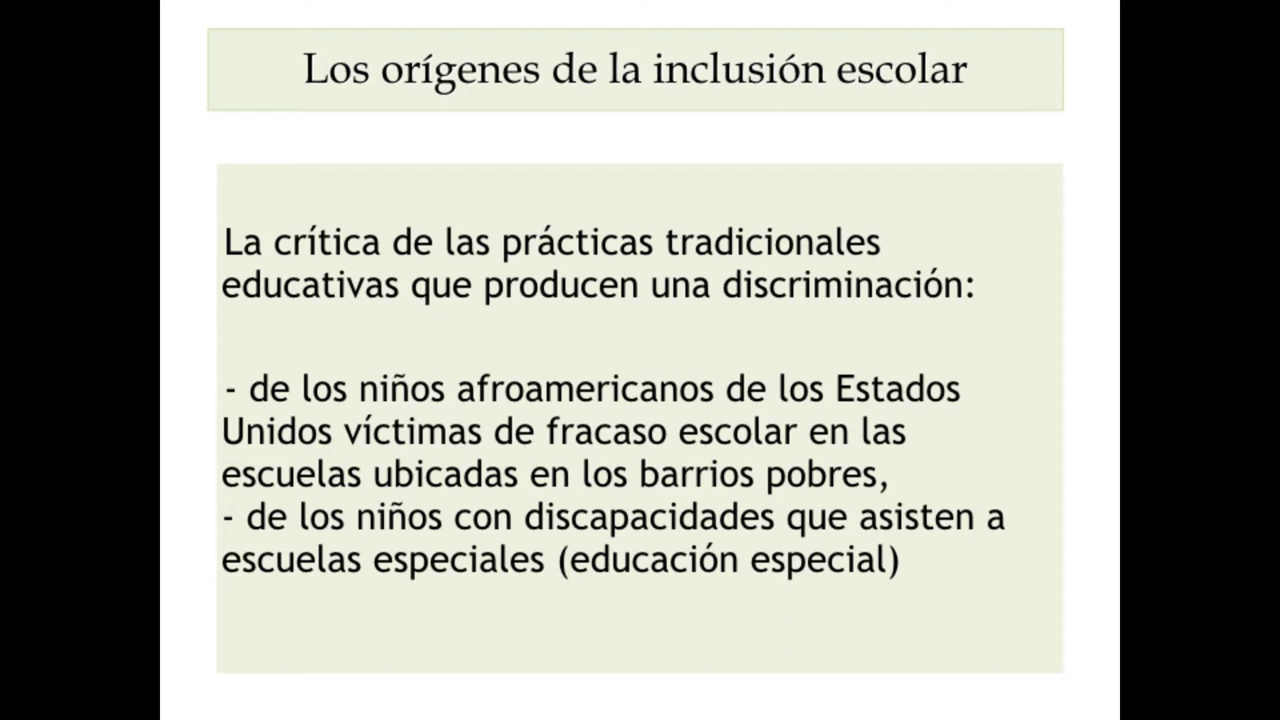 Los orígenes de la inclusión escolar
La crítica de las prácticas tradicionales
educativas que producen una discriminación:
- de los niños afroamericanos de los Estados
Unidos víctimas de fracaso escolar en las
escuelas ubicadas en los barrios pobres,
- de los niños con discapacidades que asisten a
escuelas especiales (educación especial)